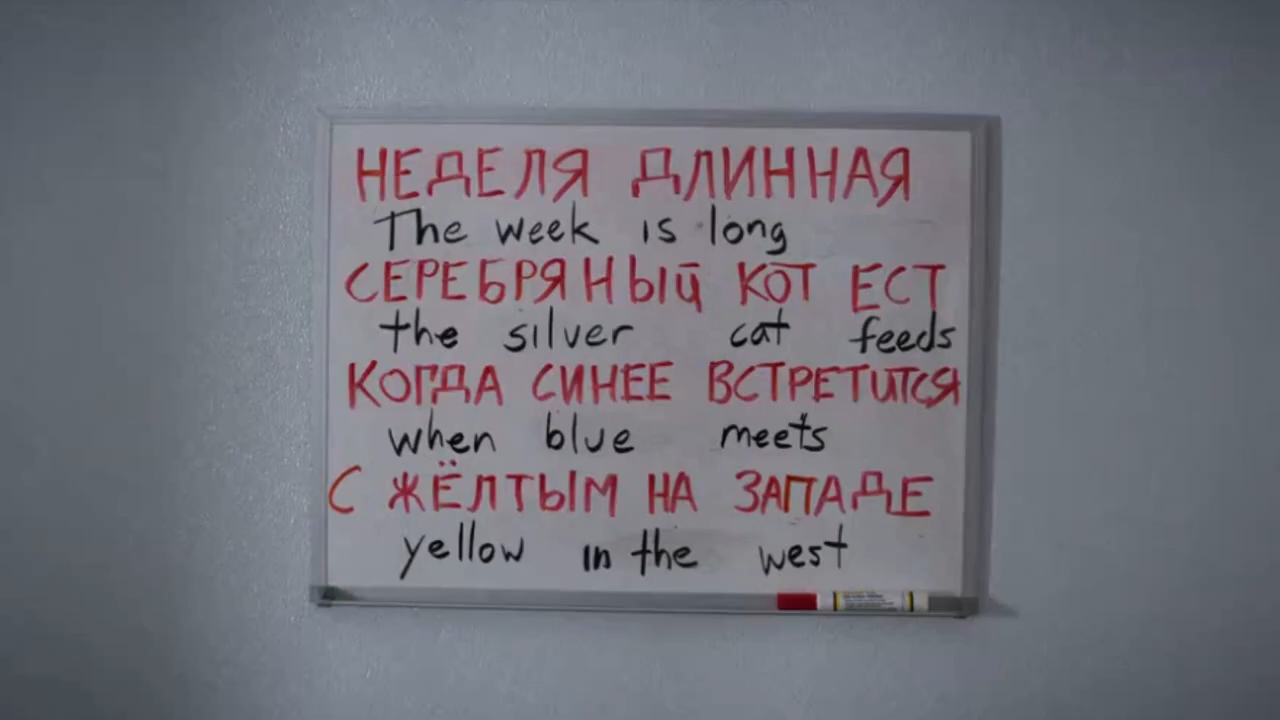 НЕДЕЛЯ ДЛИННАЯ
The week is long
СЕРЕБРЯНЫЙ КОТ ЕСТ
the silver cat feeds
КОГДА СИНЕЕ ВСТРЕТИТСЯ
when blue meets
С ЖЁЛТЫМ НА ЗАПАДЕ
yellow in the west